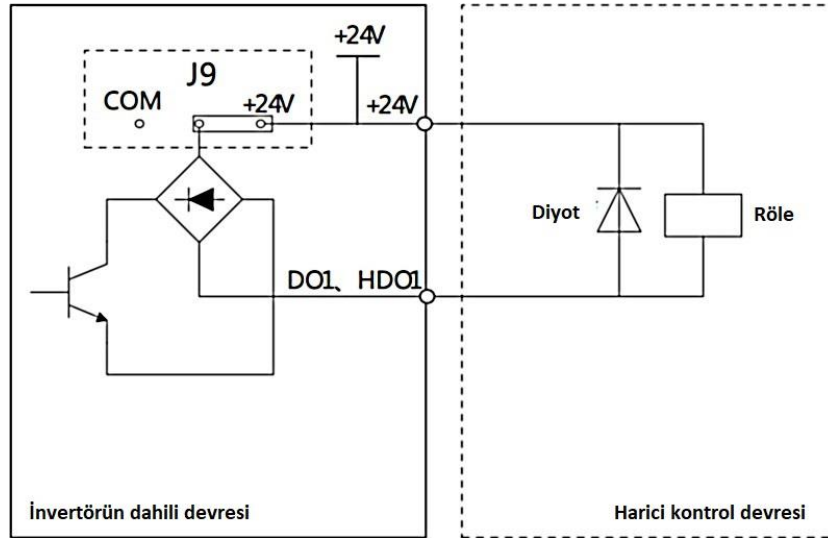 +24V
J9
COM +24V +24V
Diyot Röle
DO1、HDO1
İnvertörün dahili devresi Harici kontrol devresi